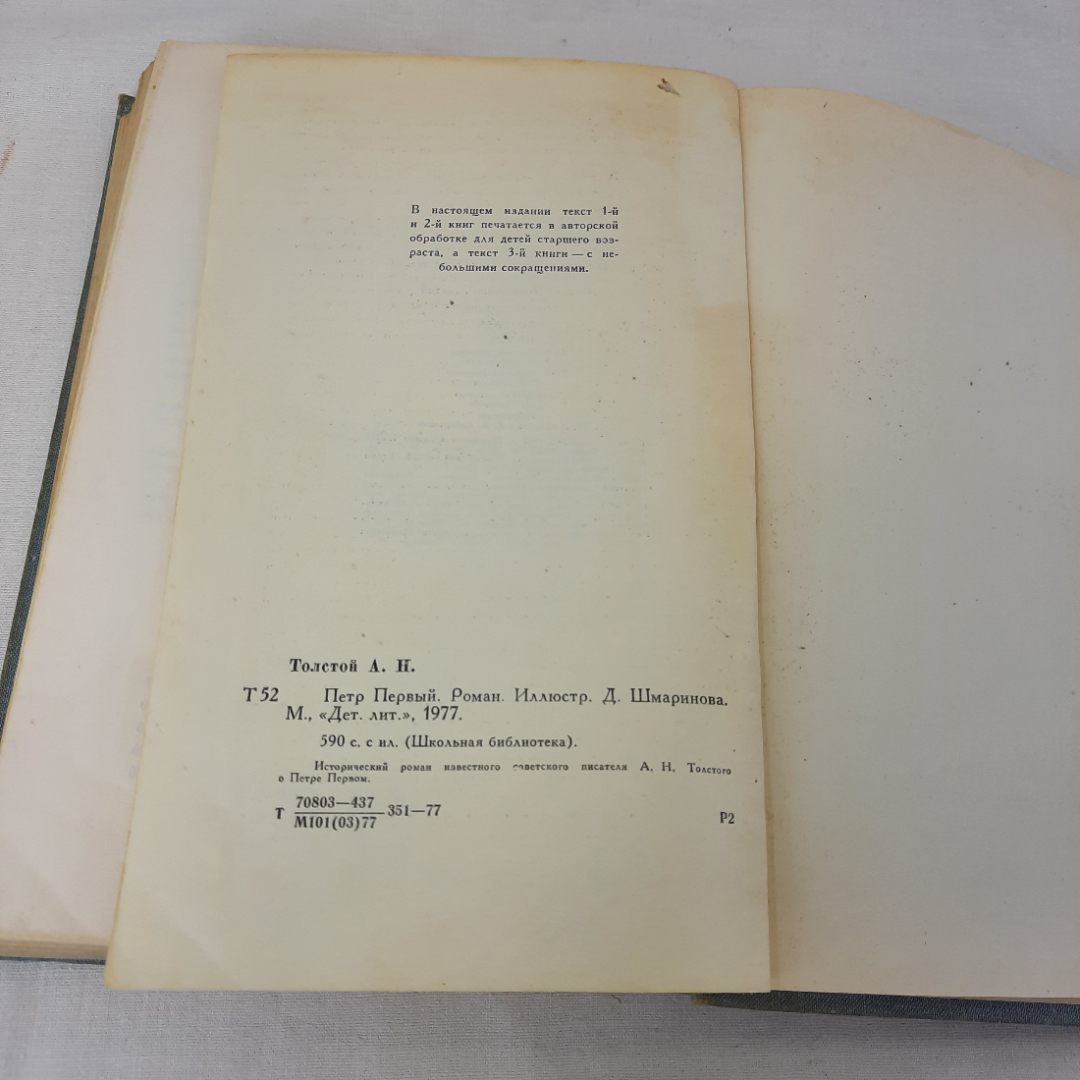 В настоящем издании текст 1-й
и 2-й книг печатается в авторской
обработке для детей старшего воз-
раста, а текст 3-й книги — с не-
большими сокращениями.
Толстой А. Н.
Т52 Петр Первый. Роман. Иллюстр. Д. Шмаринова.
М., «Дет. лит.», 1977.
590 с. с ил. (Школьная библиотека).
Исторический роман известного советского писателя А. Н. Толстого
о Петре Первом.
70803—437
Т 351—77
М101(03)77
Р2